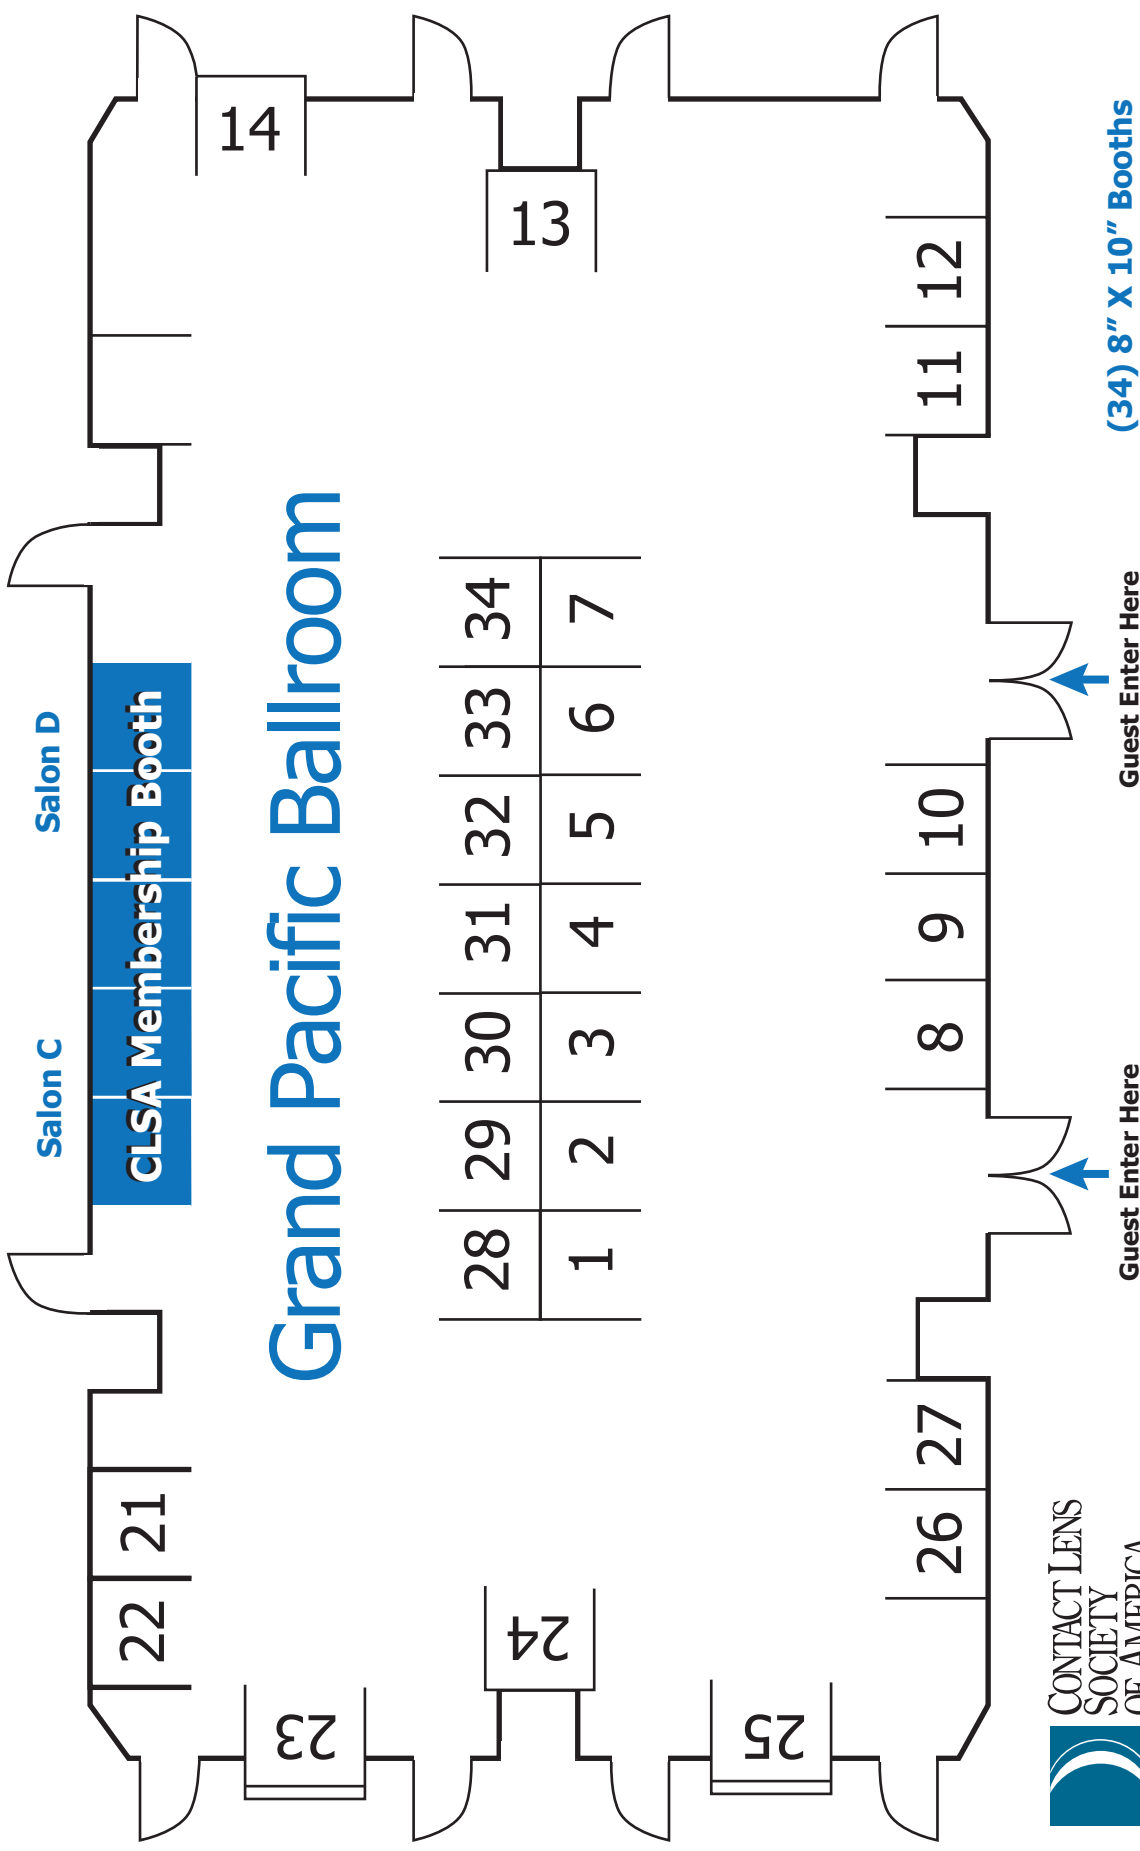 Salon C
Salon D
CLSA Membership Booth
Grand Pacific Ballroom
14
13
12
11
10
9
8
27
26
25
24
23
22
21
28
29
30
31
32
33
34
1
2
3
4
5
6
7
Guest Enter Here
Guest Enter Here
(34) 8” X 10” Booths
CONTACT LENS
SOCIETY
OF AMERICA